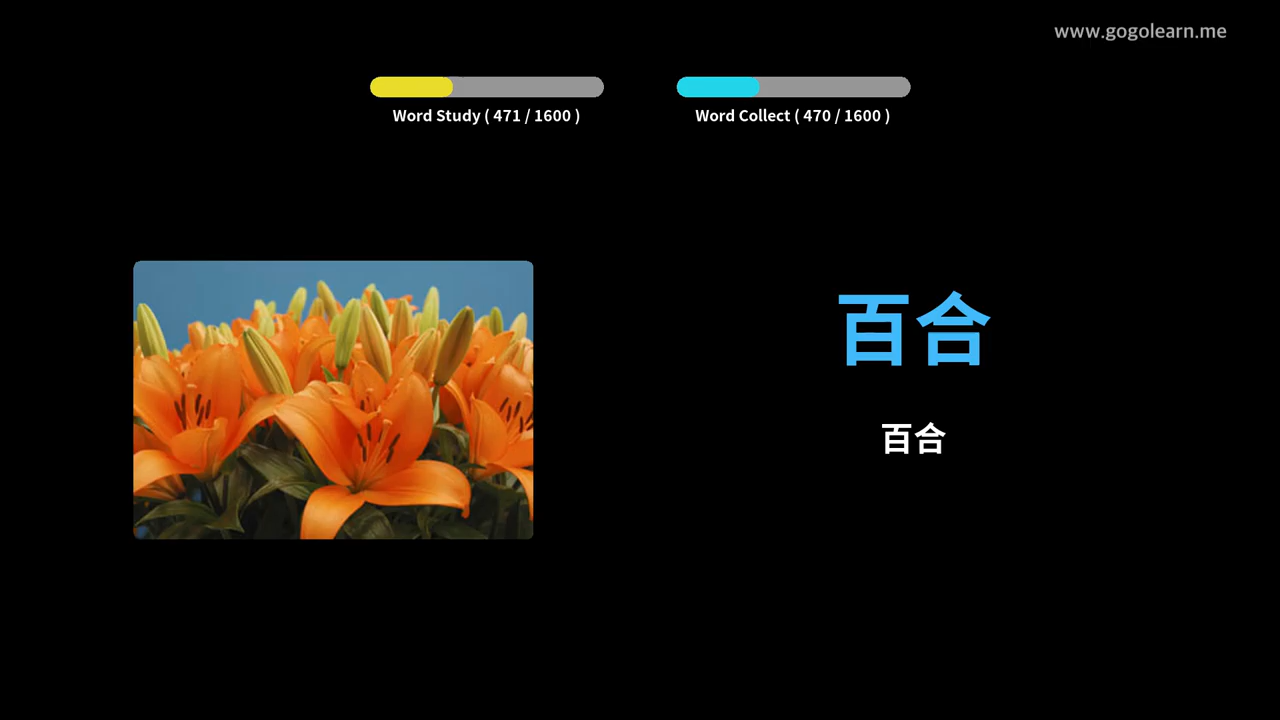 www.gogolearn.me
Word Study ( 471 / 1600 )
Word Collect ( 470 / 1600 )
百合
百合